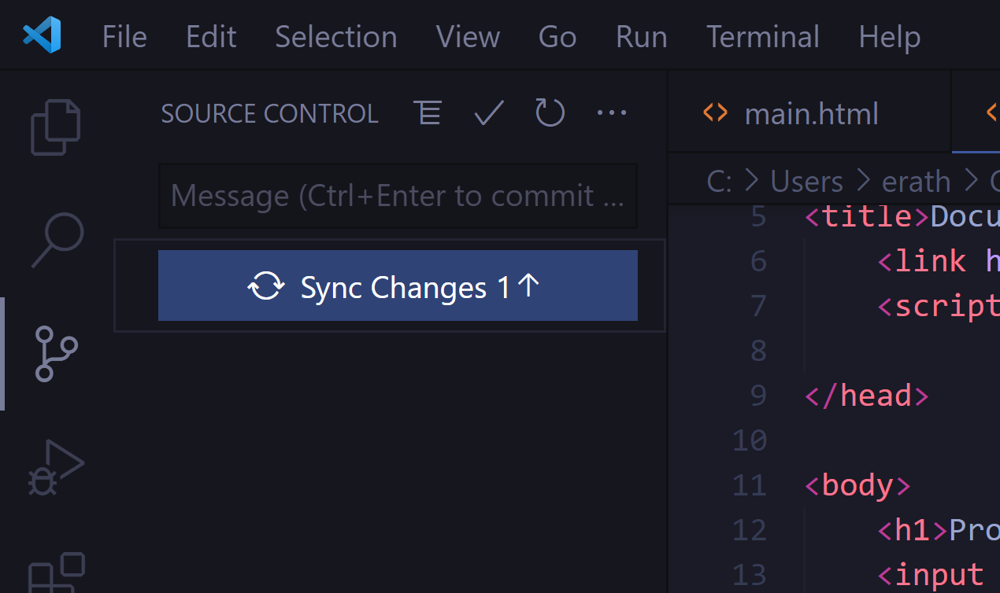 File Edit Selection View Go Run Terminal Help
SOURCE CONTROL
Message (Ctrl+Enter to commit ...
Sync Changes 1↑
main.html
C: > Users > erath >
5 <title>Docu
6 <link h
7 <script
8
9 </head>
10
11 <body>
12 <h1>Pro
13 <input